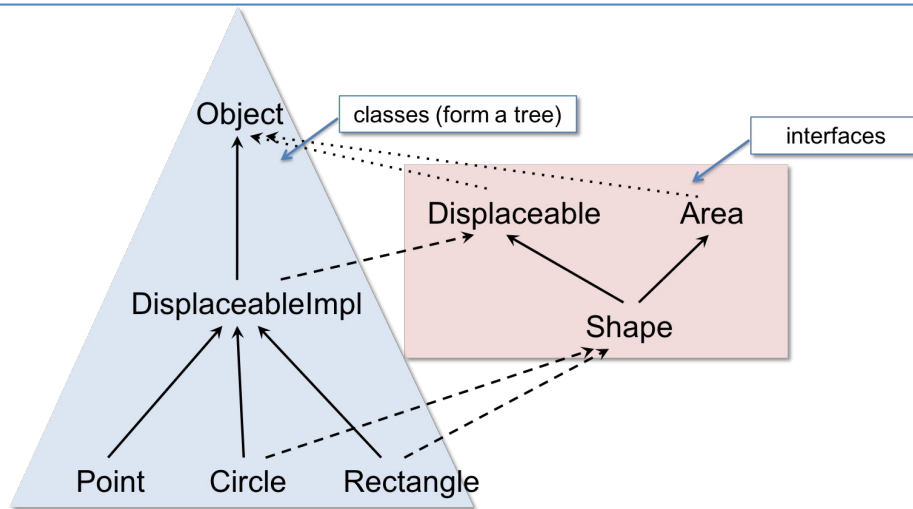 Object
classes (form a tree)
interfaces
Displaceable
Area
DisplaceableImpl
Shape
Point
Circle
Rectangle